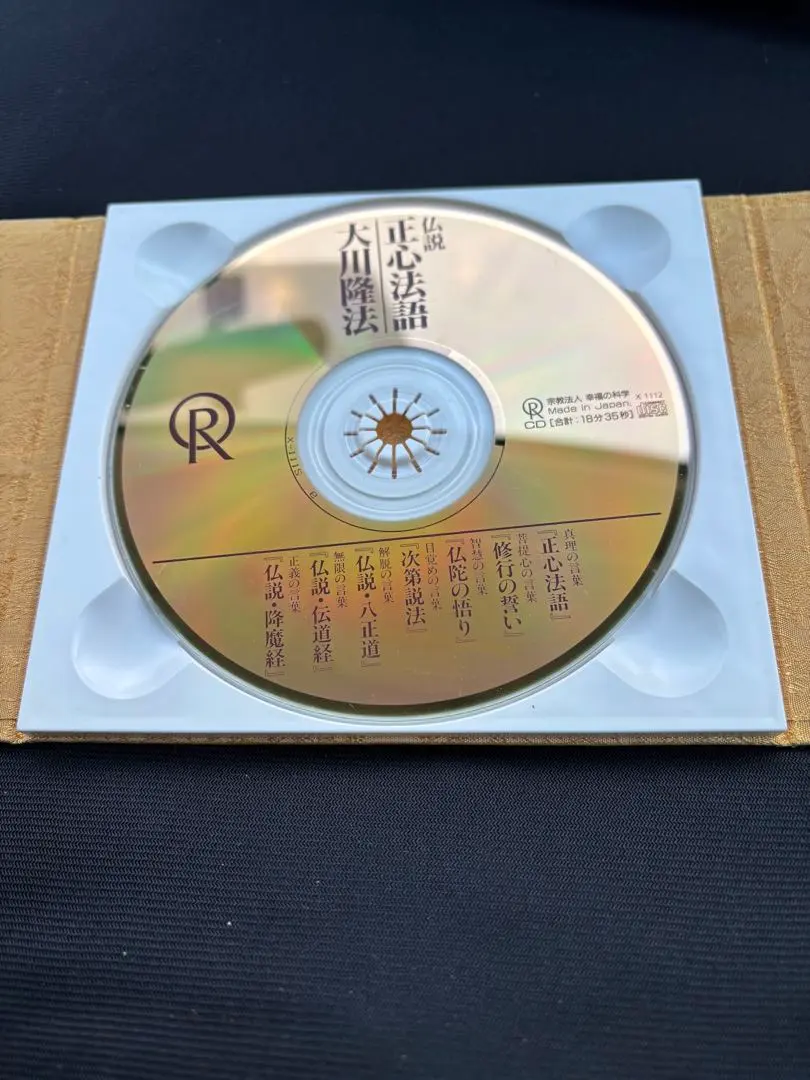 仏説
正心法語
大川隆法
R
R
宗教法人 幸福の科学 X 1112
Made in Japan.
CD [合計:18分35秒]
真理の言葉
『正心法語』
菩提心の言葉
『修行の誓い』
智慧の言葉
『仏陀の悟り』
目覚めの言葉
『次第説法』
解脱の言葉
『仏説・八正道』
無限の言葉
『仏説・伝道経』
正義の言葉
『仏説・降魔経』